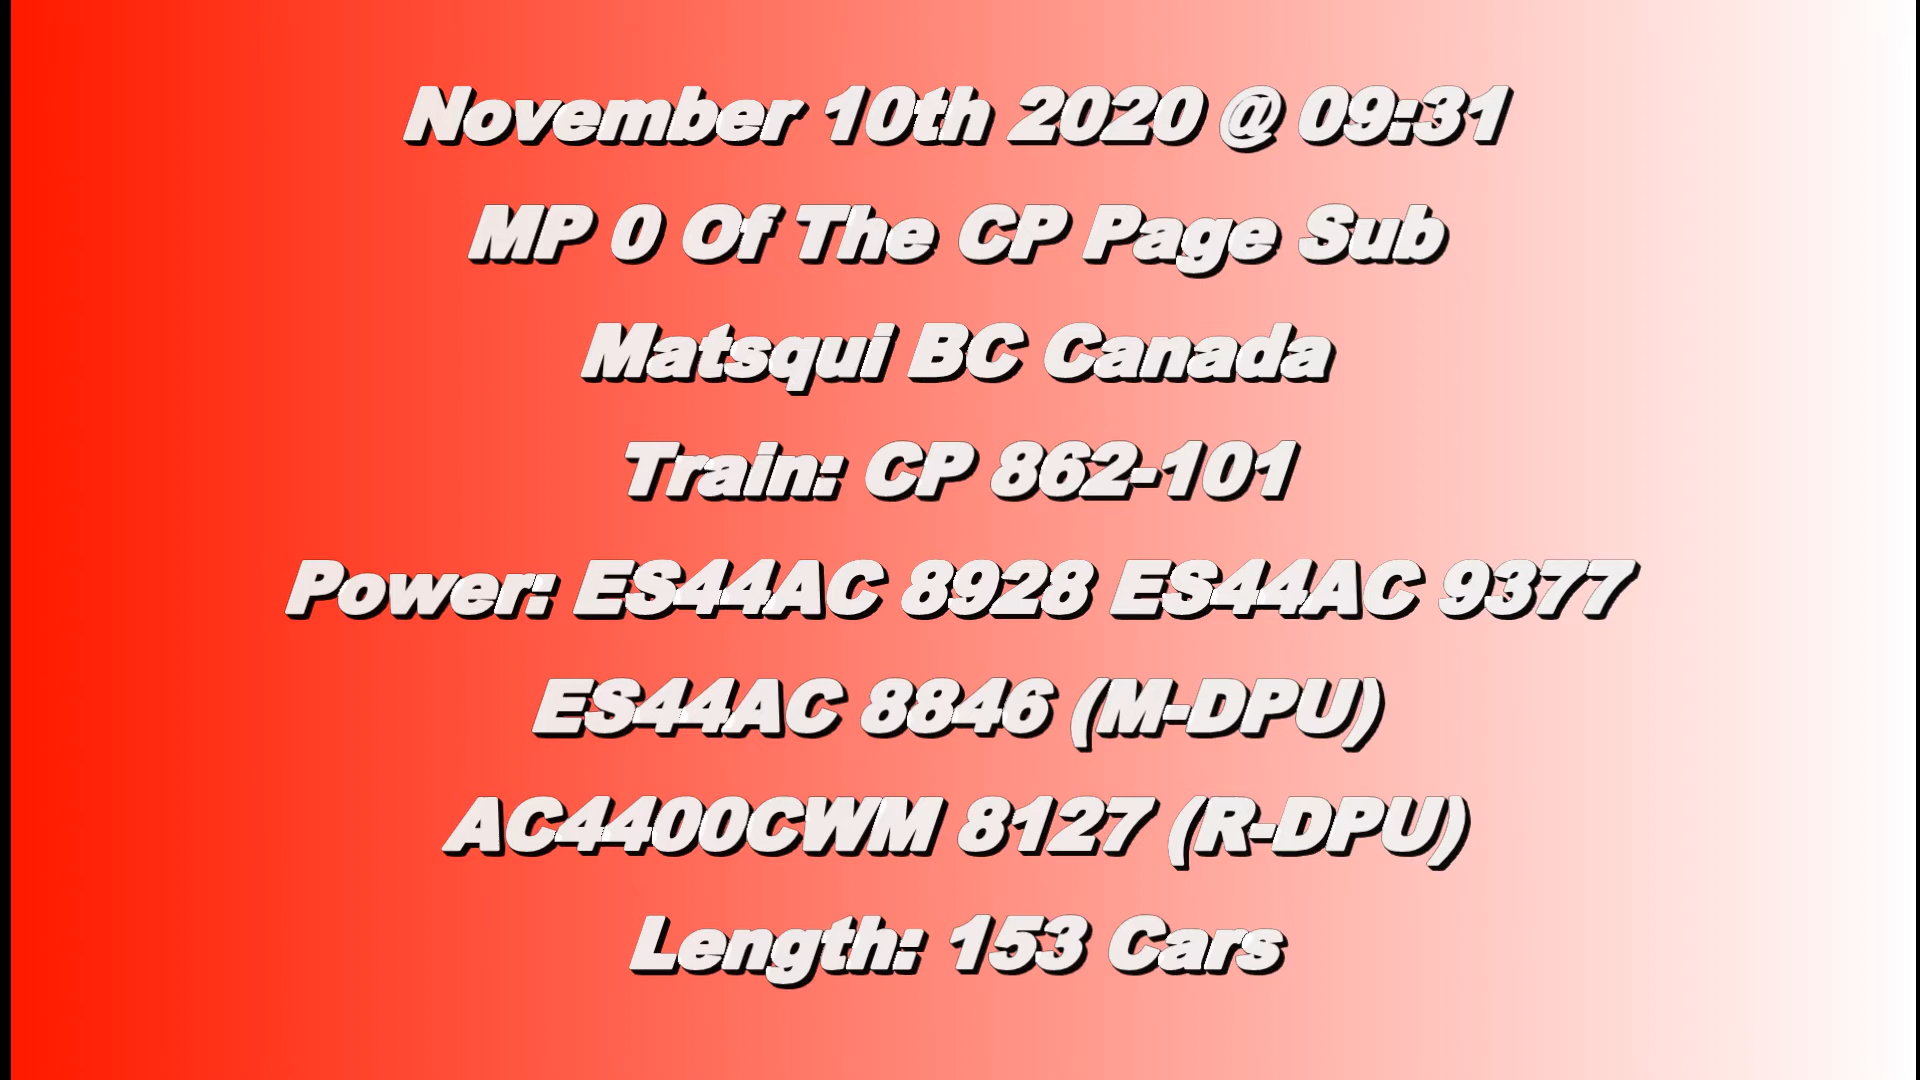 November 10th 2020 @ 09:31
MP 0 Of The CP Page Sub
Matsqui BC Canada
Train: CP 862-101
Power: ES44AC 8928 ES44AC 9377
ES44AC 8846 (M-DPU)
AC4400CWM 8127 (R-DPU)
Length: 153 Cars